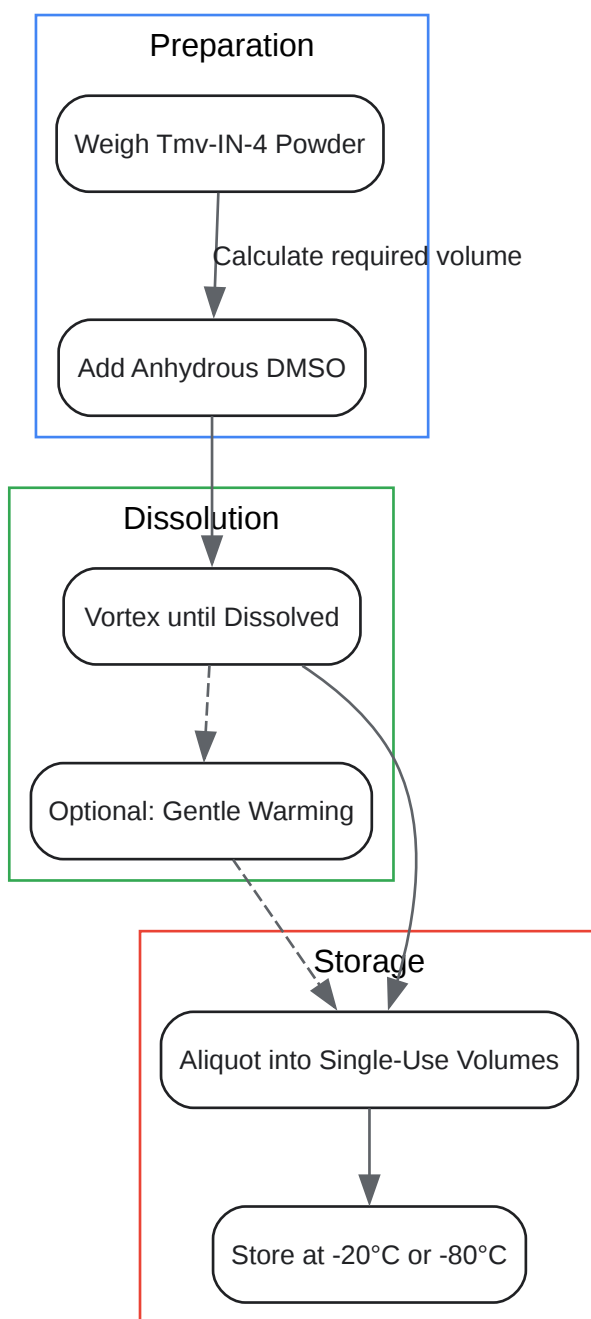 Preparation
Weigh Tmv-IN-4 Powder
Calculate required volume
Add Anhydrous DMSO
Dissolution
Vortex until Dissolved
Optional: Gentle Warming
Storage
Aliquot into Single-Use Volumes
Store at -20°C or -80°C